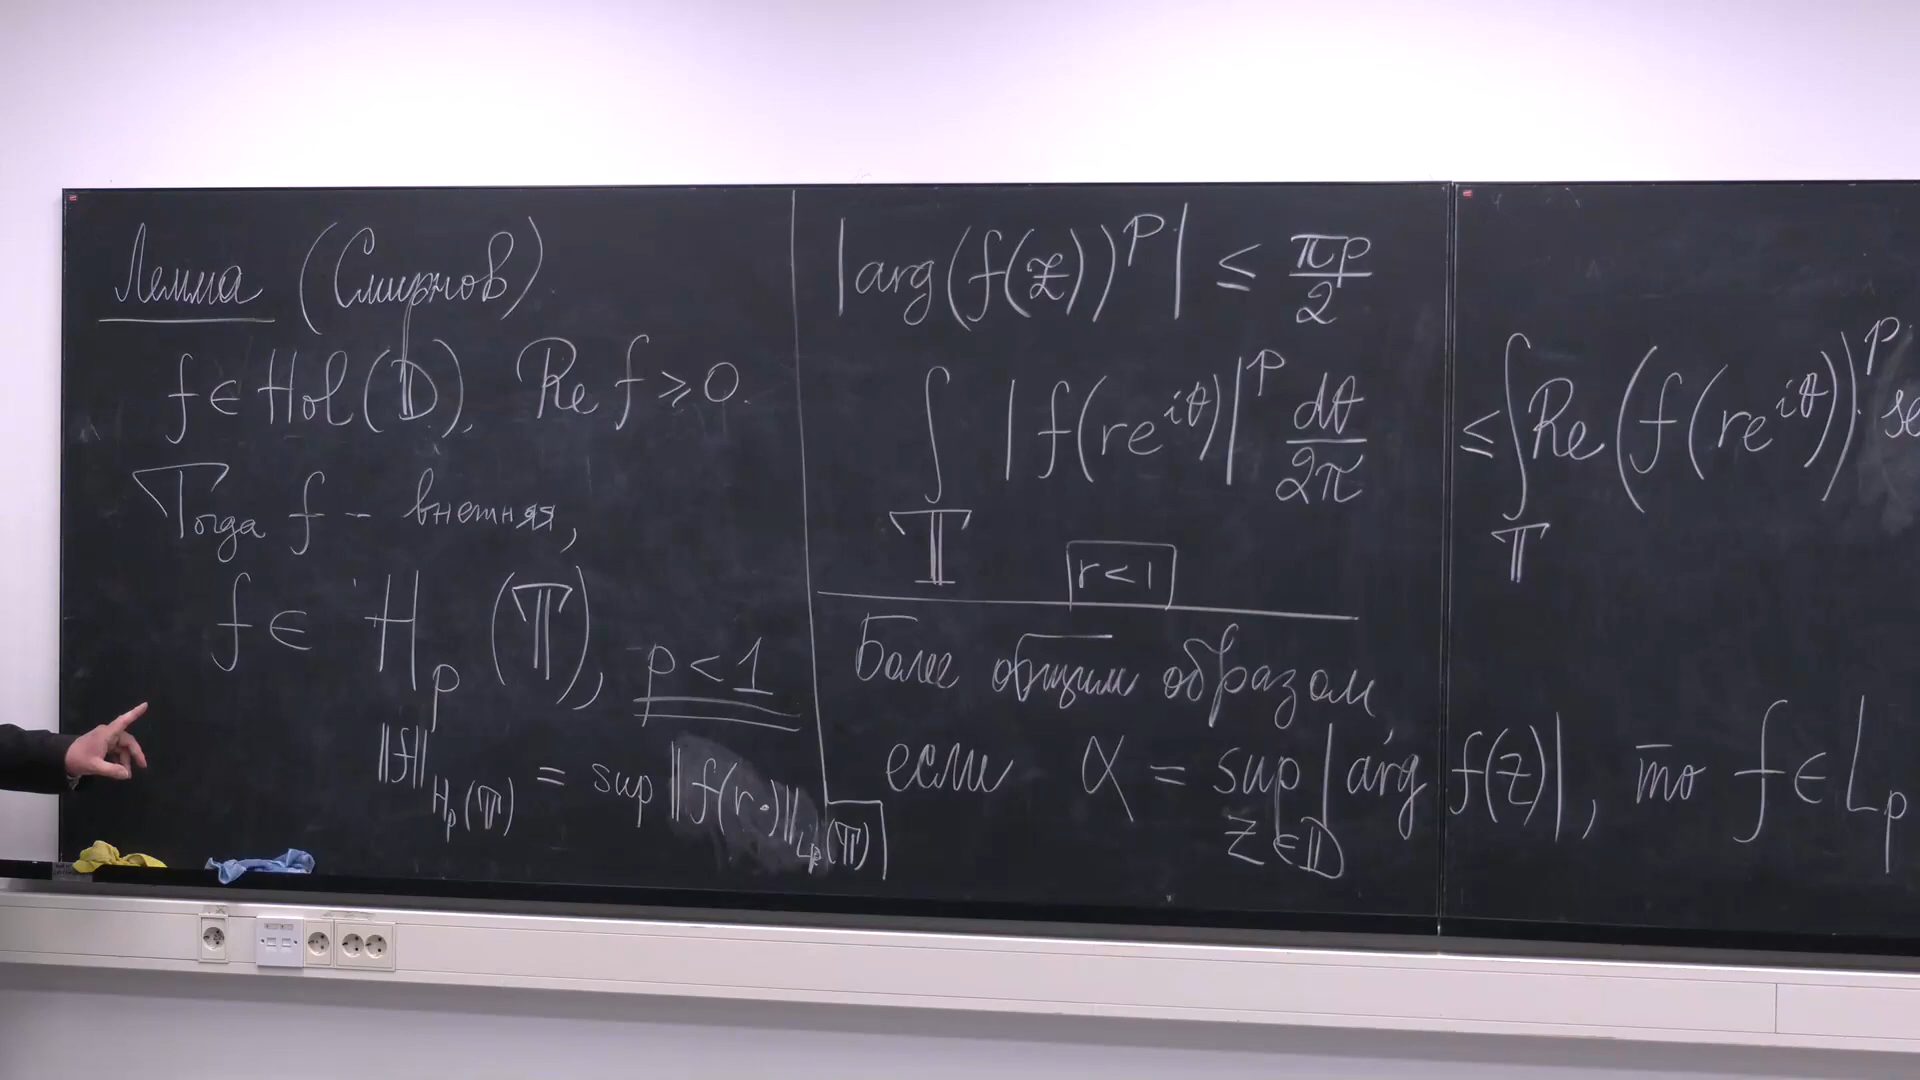 Лемма (Смирнов)
f ∈ Hol(𝔻), Re f ⩾ 0.
Тогда f – внешняя,
f ∈ H_p (𝕋), p < 1
‖f‖_{H_p(𝕋)} = sup ‖f(r·)‖_{L_p(𝕋)}
|arg(f(z))^p| ≤ πp/2
∫_𝕋 |f(re^{iθ})|^p dθ/2π ≤ ∫_𝕋 Re(f(re^{iθ}))^p · se
r < 1
Более общим образом
если α = sup_{z∈𝔻} |arg f(z)|, то f ∈ L_p